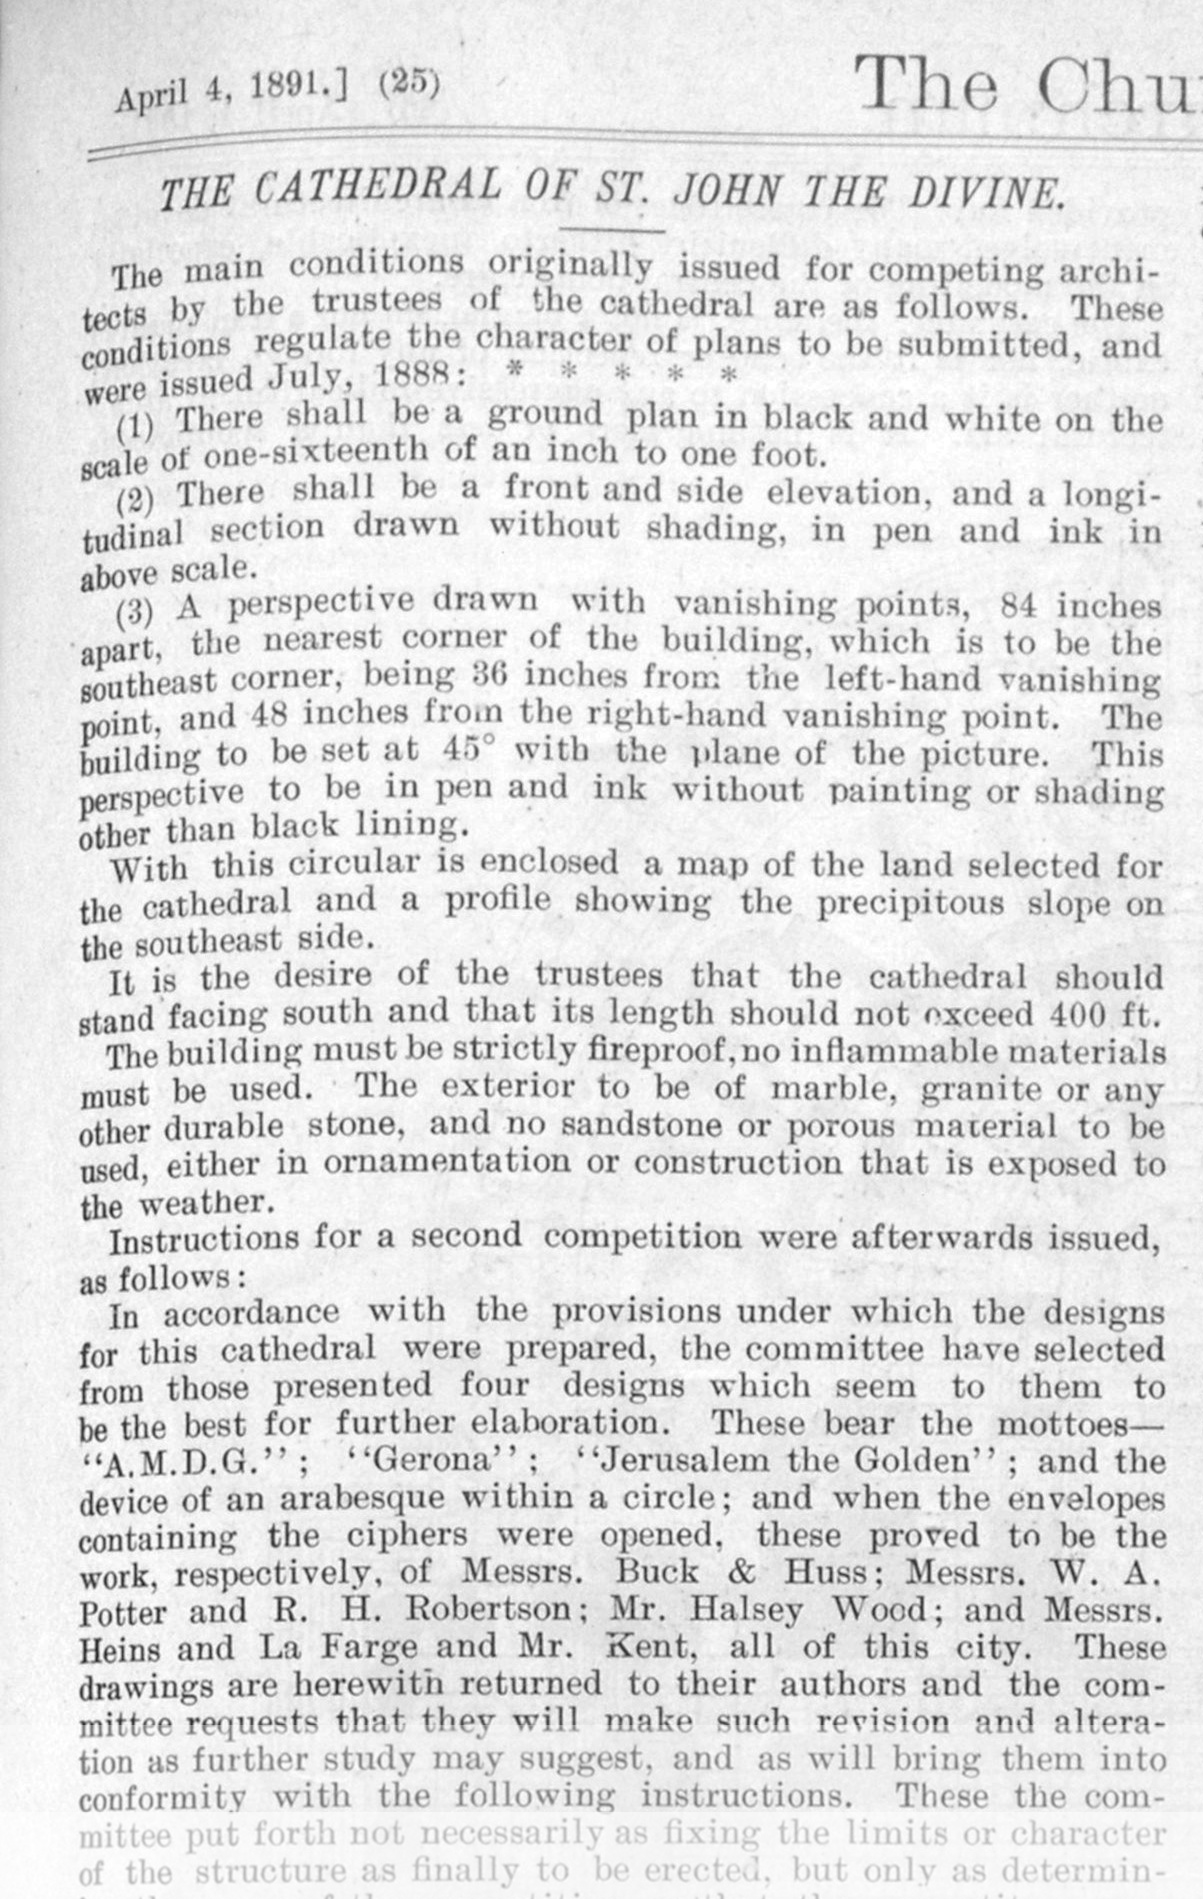 April 4, 1891.] (25)
The Chu
THE CATHEDRAL OF ST. JOHN THE DIVINE.
The main conditions originally issued for competing archi-
tects by the trustees of the cathedral are as follows. These
conditions regulate the character of plans to be submitted, and
were issued July, 1888: * * * * *
(1) There shall be a ground plan in black and white on the
scale of one-sixteenth of an inch to one foot.
(2) There shall be a front and side elevation, and a longi-
tudinal section drawn without shading, in pen and ink in
above scale.
(3) A perspective drawn with vanishing points, 84 inches
apart, the nearest corner of the building, which is to be the
southeast corner, being 36 inches from the left-hand vanishing
point, and 48 inches from the right-hand vanishing point. The
building to be set at 45° with the plane of the picture. This
perspective to be in pen and ink without painting or shading
other than black lining.
With this circular is enclosed a map of the land selected for
the cathedral and a profile showing the precipitous slope on
the southeast side.
It is the desire of the trustees that the cathedral should
stand facing south and that its length should not exceed 400 ft.
The building must be strictly fireproof, no inflammable materials
must be used. The exterior to be of marble, granite or any
other durable stone, and no sandstone or porous material to be
used, either in ornamentation or construction that is exposed to
the weather.
Instructions for a second competition were afterwards issued,
as follows:
In accordance with the provisions under which the designs
for this cathedral were prepared, the committee have selected
from those presented four designs which seem to them to
be the best for further elaboration. These bear the mottoes—
"A.M.D.G."; "Gerona"; "Jerusalem the Golden"; and the
device of an arabesque within a circle; and when the envelopes
containing the ciphers were opened, these proved to be the
work, respectively, of Messrs. Buck & Huss; Messrs. W. A.
Potter and R. H. Robertson; Mr. Halsey Wood; and Messrs.
Heins and La Farge and Mr. Kent, all of this city. These
drawings are herewith returned to their authors and the com-
mittee requests that they will make such revision and altera-
tion as further study may suggest, and as will bring them into
conformity with the following instructions. These the com-
mittee put forth not necessarily as fixing the limits or character
of the structure as finally to be erected, but only as determin-